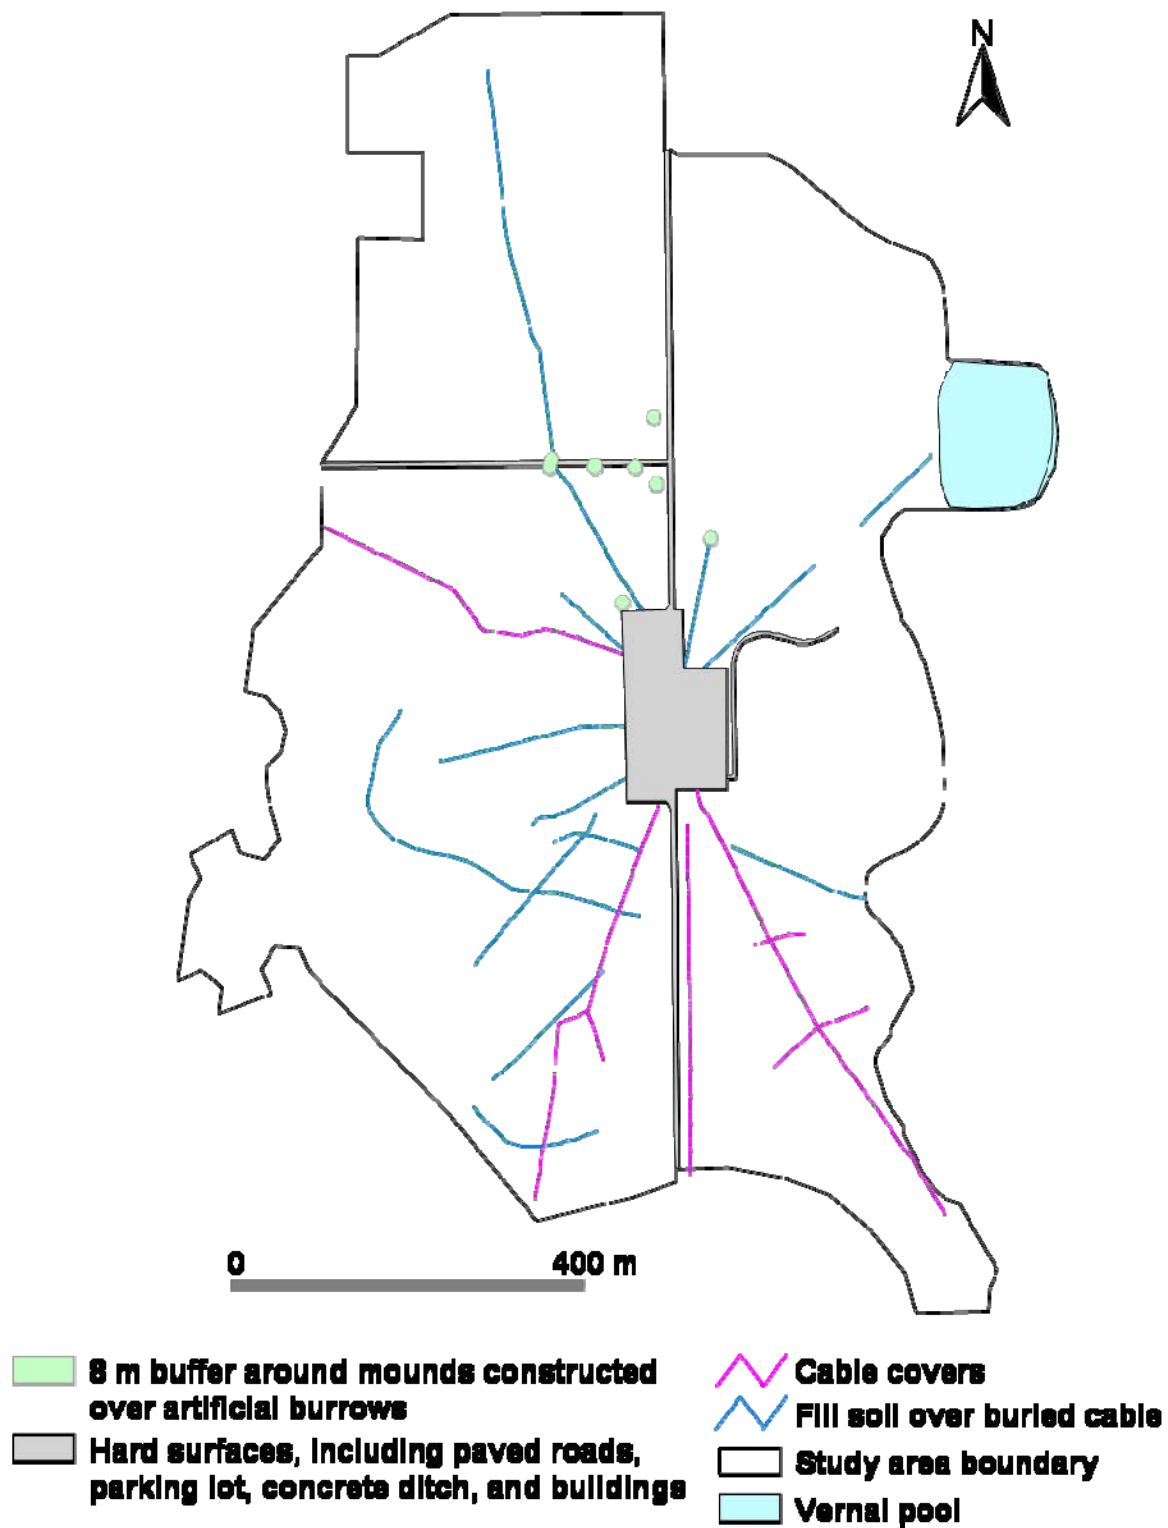 N
0 400 m
8 m buffer around mounds constructed
over artificial burrows
Hard surfaces, including paved roads,
parking lot, concrete ditch, and buildings
Cable covers
Fill soil over buried cable
Study area boundary
Vernal pool